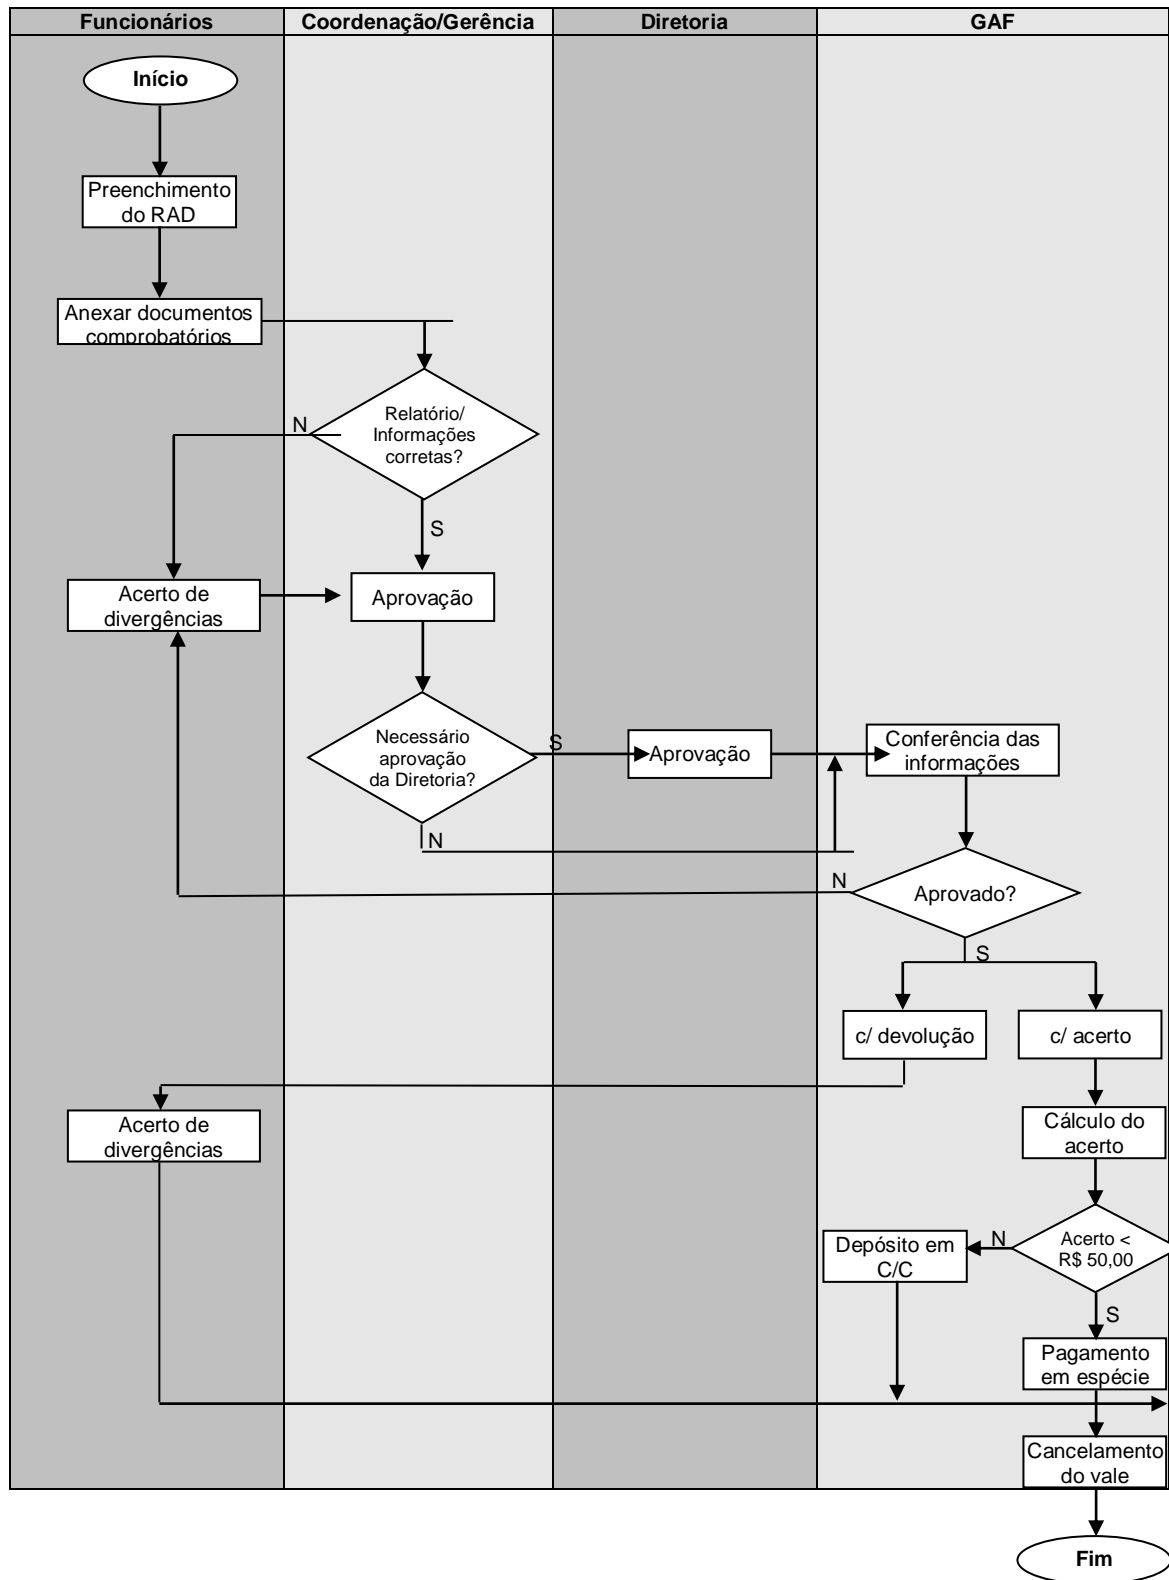 Funcionários
Coordenação/Gerência
Diretoria
GAF
Início
Preenchimento
do RAD
Anexar documentos
comprobatórios
Relatório/
Informações
corretas?
N
S
Acerto de
divergências
Aprovação
Necessário
aprovação
da Diretoria?
S
Aprovação
Conferência das
informações
N
N
Aprovado?
S
c/ devolução
c/ acerto
Acerto de
divergências
Cálculo do
acerto
Depósito em
C/C
N
Acerto <
R$ 50,00
S
Pagamento
em espécie
Cancelamento
do vale
Fim